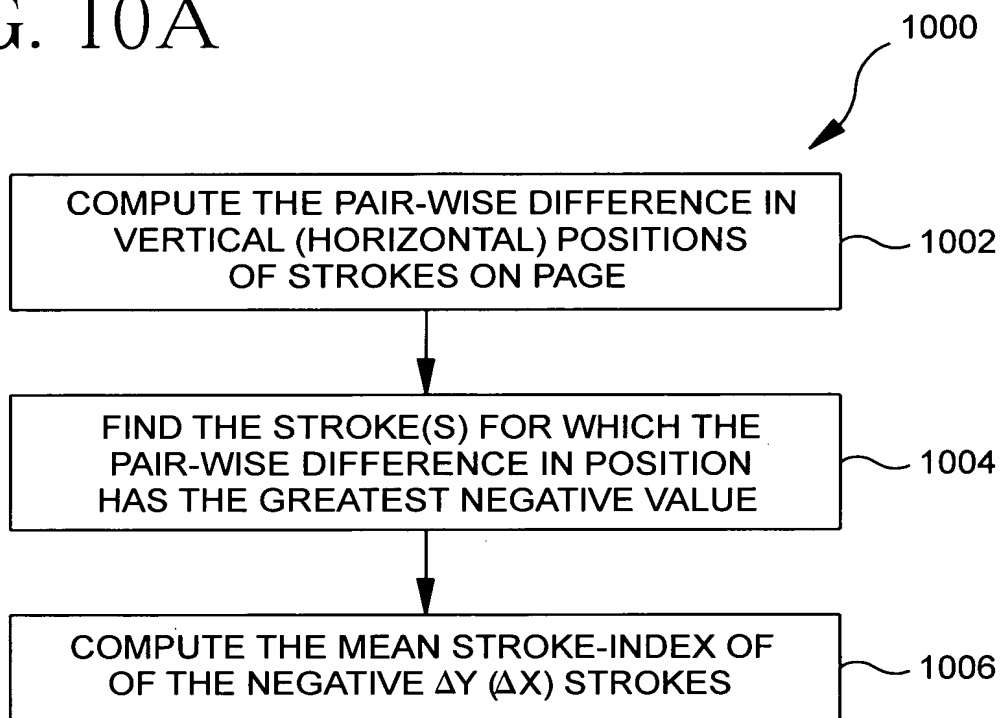 G. 10A
1000
COMPUTE THE PAIR-WISE DIFFERENCE IN
VERTICAL (HORIZONTAL) POSITIONS
OF STROKES ON PAGE
1002
FIND THE STROKE(S) FOR WHICH THE
PAIR-WISE DIFFERENCE IN POSITION
HAS THE GREATEST NEGATIVE VALUE
1004
COMPUTE THE MEAN STROKE-INDEX OF
OF THE NEGATIVE ΔY (ΔX) STROKES
1006